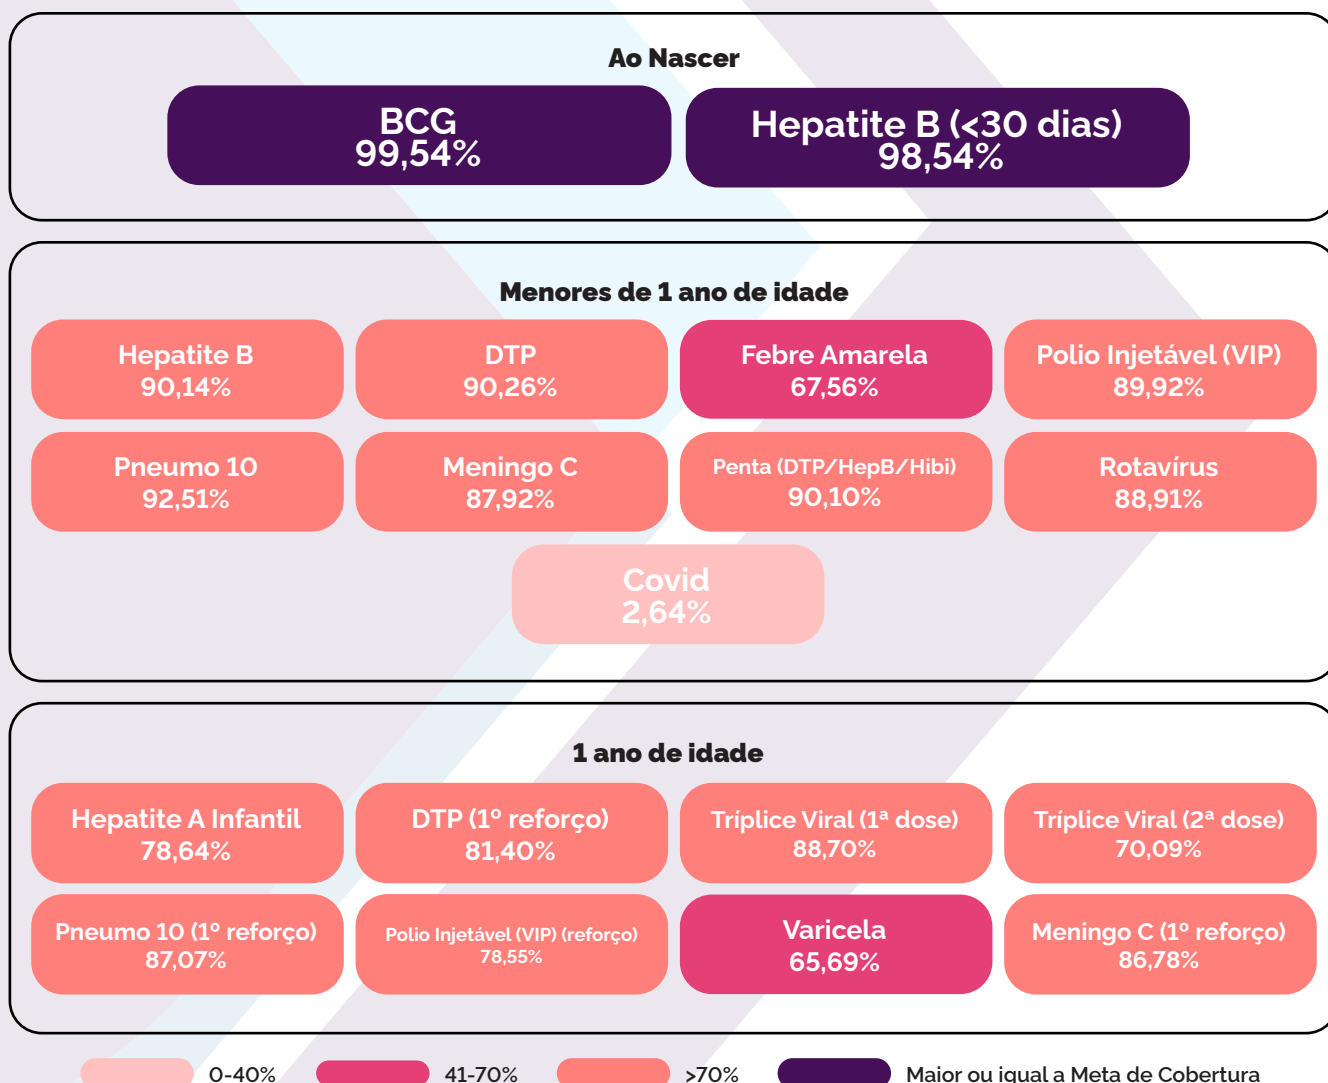 Ao Nascer
BCG
99,54%
Hepatite B (<30 dias)
98,54%
Menores de 1 ano de idade
Hepatite B
90,14%
DTP
90,26%
Febre Amarela
67,56%
Polio Injetável (VIP)
89,92%
Pneumo 10
92,51%
Meningo C
87,92%
Penta (DTP/HepB/Hibi)
90,10%
Rotavírus
88,91%
Covid
2,64%
1 ano de idade
Hepatite A Infantil
78,64%
DTP (1º reforço)
81,40%
Tríplice Viral (1ª dose)
88,70%
Tríplice Viral (2ª dose)
70,09%
Pneumo 10 (1º reforço)
87,07%
Polio Injetável (VIP) (reforço)
78,55%
Varicela
65,69%
Meningo C (1º reforço)
86,78%
0-40%
41-70%
>70%
Maior ou igual a Meta de Cobertura